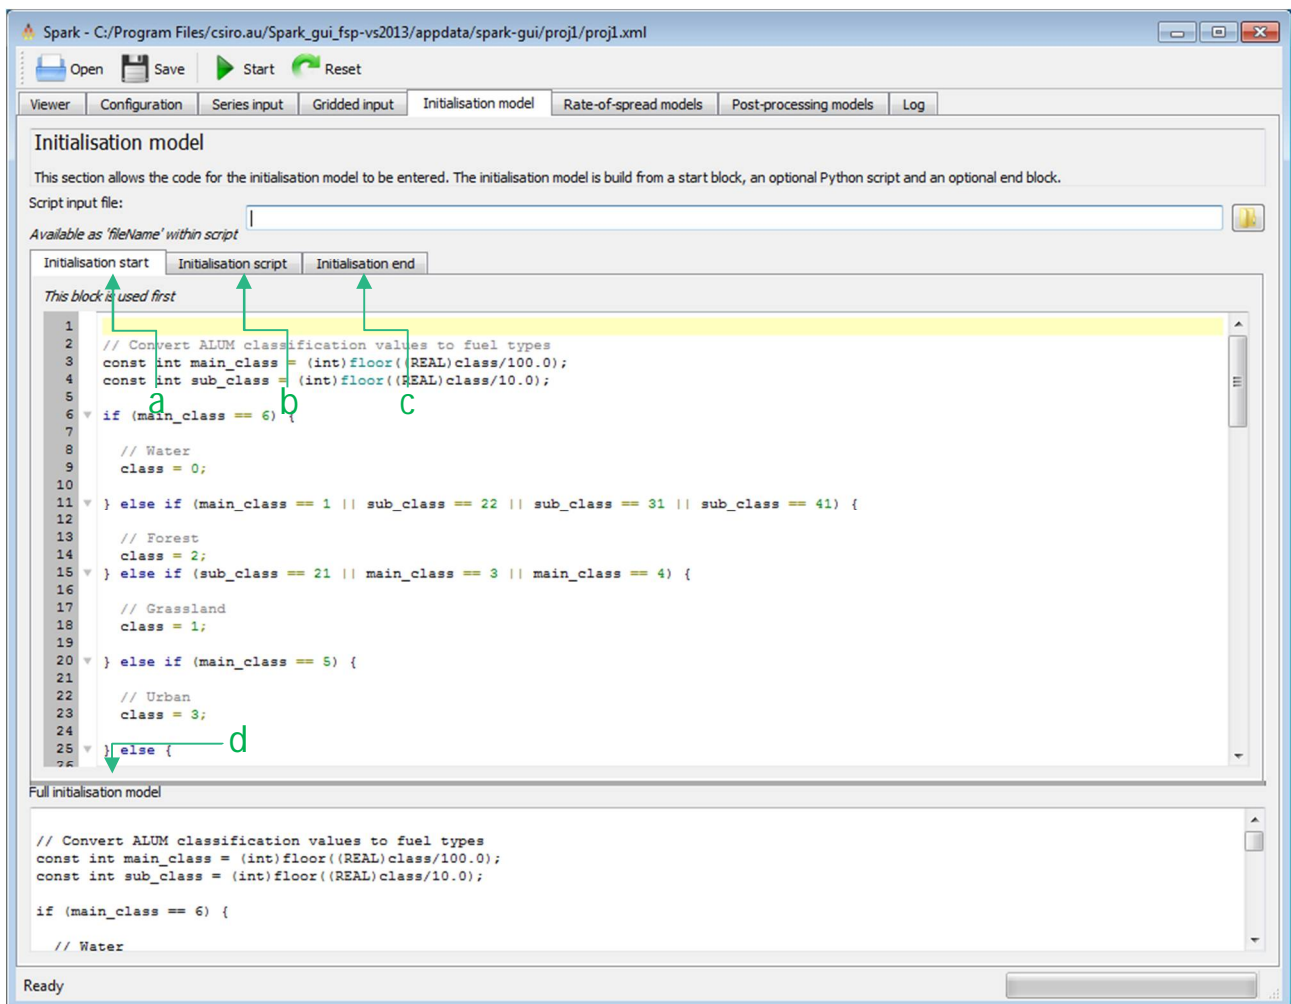 Spark - C:/Program Files/csiro.au/Spark_gui_fsp-vs2013/appdata/spark-gui/proj1/proj1.xml
Open Save Start Reset
Viewer Configuration Series input Gridded input Initialisation model Rate-of-spread models Post-processing models Log
Initialisation model
This section allows the code for the initialisation model to be entered. The initialisation model is build from a start block, an optional Python script and an optional end block.
Script input file:
Available as 'fileName' within script
Initialisation start Initialisation script Initialisation end
This block is used first
1
2 // Convert ALUM classification values to fuel types
3 const int main_class = (int)floor((REAL)class/100.0);
4 const int sub_class = (int)floor((REAL)class/10.0);
5
a b c
6 if (main_class == 6) {
7
8 // Water
9 class = 0;
10
11 } else if (main_class == 1 || sub_class == 22 || sub_class == 31 || sub_class == 41) {
12
13 // Forest
14 class = 2;
15 } else if (sub_class == 21 || main_class == 3 || main_class == 4) {
16
17 // Grassland
18 class = 1;
19
20 } else if (main_class == 5) {
21
22 // Urban
23 class = 3;
24
d
25 } else {
26
Full initialisation model
// Convert ALUM classification values to fuel types
const int main_class = (int)floor((REAL)class/100.0);
const int sub_class = (int)floor((REAL)class/10.0);
if (main_class == 6) {
// Water
Ready